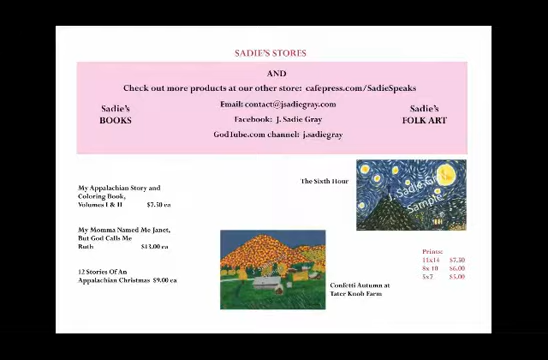 SADIE'S STORES
AND
Check out more products at our other store: cafepress.com/SadieSpeaks
Sadie's
BOOKS
Email: contact@jsadiegray.com
Facebook: J. Sadie Gray
GodTube.com channel: j.sadiegray
Sadie's
FOLK ART
My Appalachian Story and
Coloring Book,
Volumes I & II $7.50 ea
My Momma Named Me Janet,
But God Calls Me
Ruth $13.00 ea
12 Stories Of An
Appalachian Christmas $9.00 ea
The Sixth Hour
Sample
Confetti Autumn at
Tater Knob Farm
Prints:
11x14 $7.50
8x 10 $6.00
5x7 $5.00